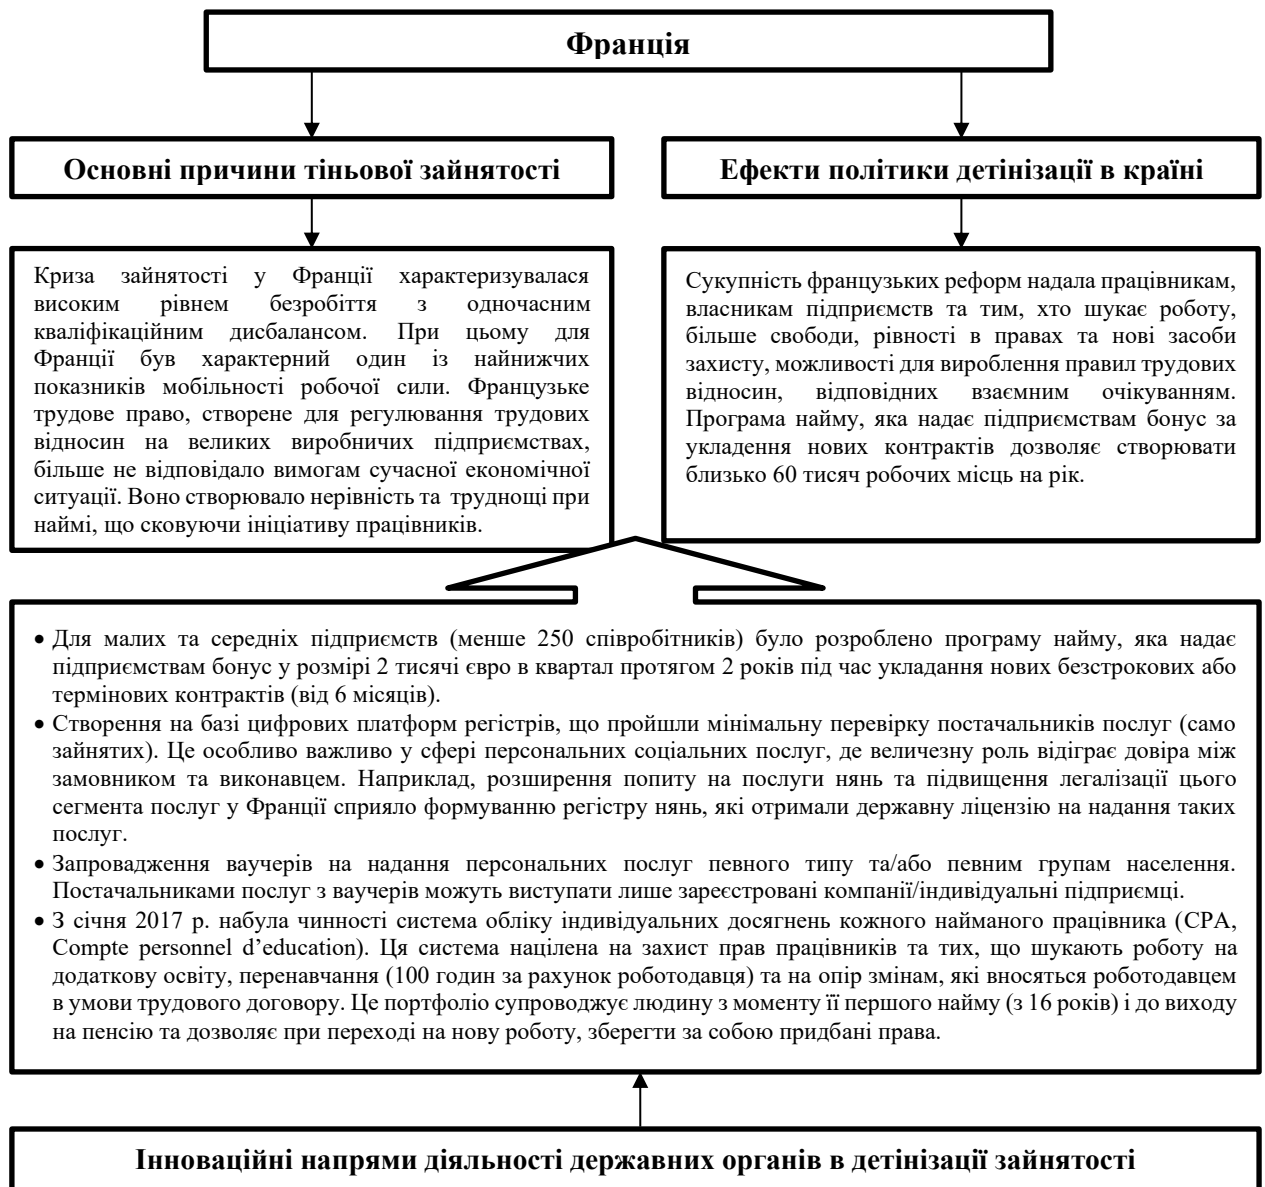 Франція
Основні причини тіньової зайнятості
Ефекти політики детінізації в країні
Криза зайнятості у Франції характеризувалася
високим рівнем безробіття з одночасним
кваліфікаційним дисбалансом. При цьому для
Франції був характерний один із найнижчих
показників мобільності робочої сили. Французьке
трудове право, створене для регулювання трудових
відносин на великих виробничих підприємствах,
більше не відповідало вимогам сучасної економічної
ситуації. Воно створювало нерівність та труднощі при
наймі, що сковуючи ініціативу працівників.
Сукупність французьких реформ надала працівникам,
власникам підприємств та тим, хто шукає роботу,
більше свободи, рівності в правах та нові засоби
захисту, можливості для вироблення правил трудових
відносин, відповідних взаємним очікуванням.
Програма найму, яка надає підприємствам бонус за
укладення нових контрактів дозволяє створювати
близько 60 тисяч робочих місць на рік.
• Для малих та середніх підприємств (менше 250 співробітників) було розроблено програму найму, яка надає
підприємствам бонус у розмірі 2 тисячі євро в квартал протягом 2 років під час укладання нових безстрокових або
термінових контрактів (від 6 місяців).
• Створення на базі цифрових платформ регістрів, що пройшли мінімальну перевірку постачальників послуг (само
зайнятих). Це особливо важливо у сфері персональних соціальних послуг, де величезну роль відіграє довіра між
замовником та виконавцем. Наприклад, розширення попиту на послуги нянь та підвищення легалізації цього
сегмента послуг у Франції сприяло формуванню регістру нянь, які отримали державну ліцензію на надання таких
послуг.
• Запровадження ваучерів на надання персональних послуг певного типу та/або певним групам населення.
Постачальниками послуг з ваучерів можуть виступати лише зареєстровані компанії/індивідуальні підприємці.
• З січня 2017 р. набула чинності система обліку індивідуальних досягнень кожного найманого працівника (CPA,
Compte personnel d’education). Ця система націлена на захист прав працівників та тих, що шукають роботу на
додаткову освіту, перенавчання (100 годин за рахунок роботодавця) та на опір змінам, які вносяться роботодавцем
в умови трудового договору. Це портфоліо супроводжує людину з моменту її першого найму (з 16 років) і до виходу
на пенсію та дозволяє при переході на нову роботу, зберегти за собою придбані права.
Інноваційні напрями діяльності державних органів в детінізації зайнятості